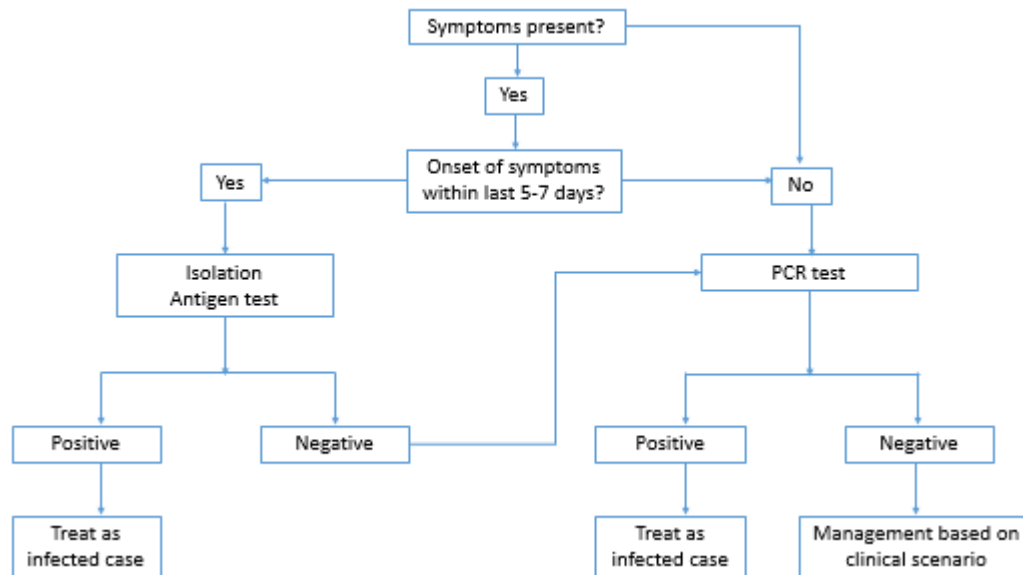 Symptoms present?
Yes
Onset of symptoms
within last 5-7 days?
Yes
No
Isolation
Antigen test
PCR test
Positive
Negative
Positive
Negative
Treat as
infected case
Treat as
infected case
Management based on
clinical scenario